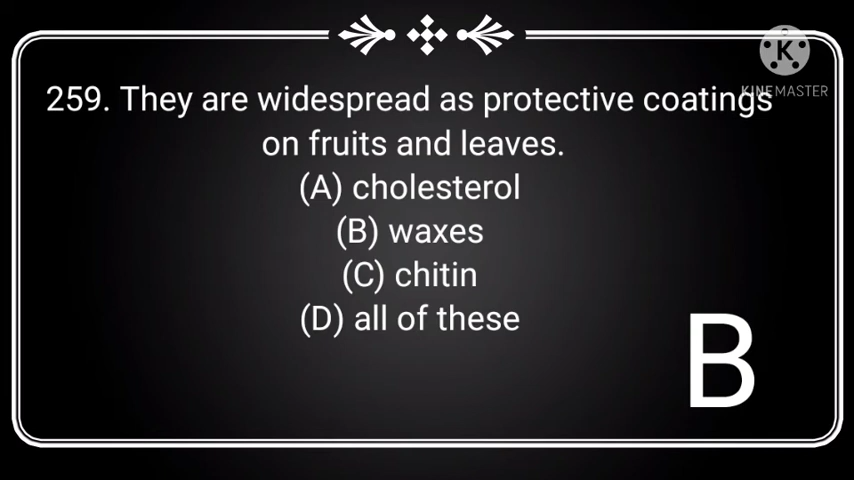 K
KINEMASTER
259. They are widespread as protective coatings
on fruits and leaves.
(A) cholesterol
(B) waxes
(C) chitin
(D) all of these
B